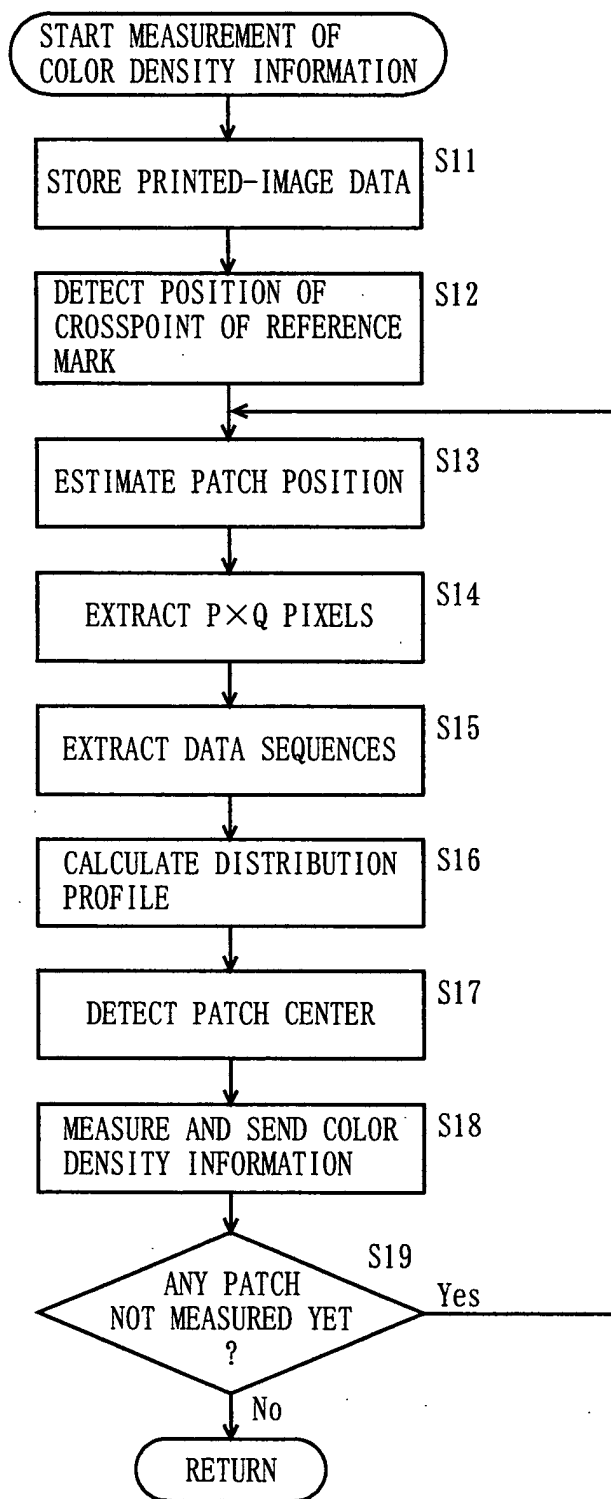 START MEASUREMENT OF
COLOR DENSITY INFORMATION
S11
STORE PRINTED-IMAGE DATA
S12
DETECT POSITION OF
CROSSPOINT OF REFERENCE
MARK
S13
ESTIMATE PATCH POSITION
S14
EXTRACT P×Q PIXELS
S15
EXTRACT DATA SEQUENCES
S16
CALCULATE DISTRIBUTION
PROFILE
S17
DETECT PATCH CENTER
S18
MEASURE AND SEND COLOR
DENSITY INFORMATION
S19
ANY PATCH
NOT MEASURED YET
?
Yes
No
RETURN